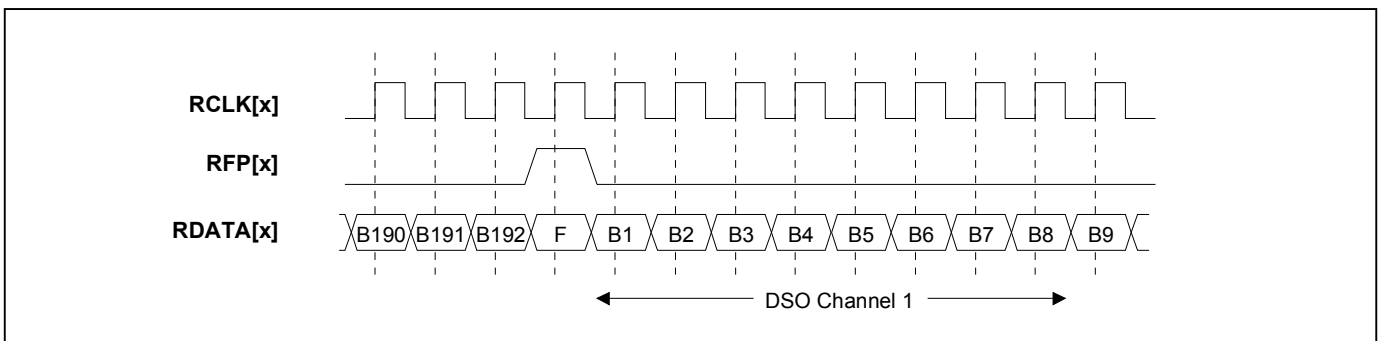 RCLK[x]
RFP[x]
RDATA[x] B190 B191 B192 F B1 B2 B3 B4 B5 B6 B7 B8 B9
DSO Channel 1